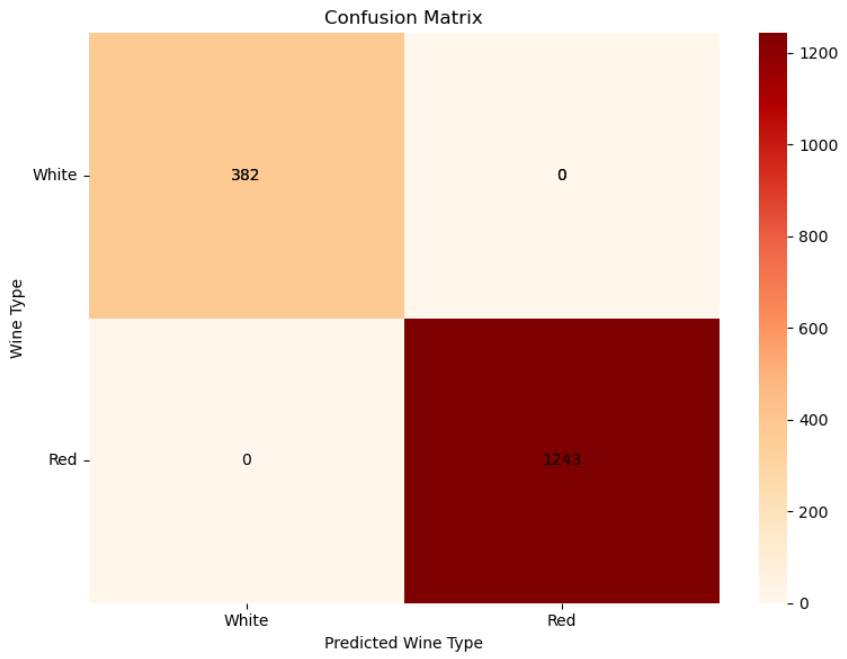 Confusion Matrix
White
382
0
Red
0
1243
Wine Type
White
Red
Predicted Wine Type
1200
1000
800
600
400
200
0